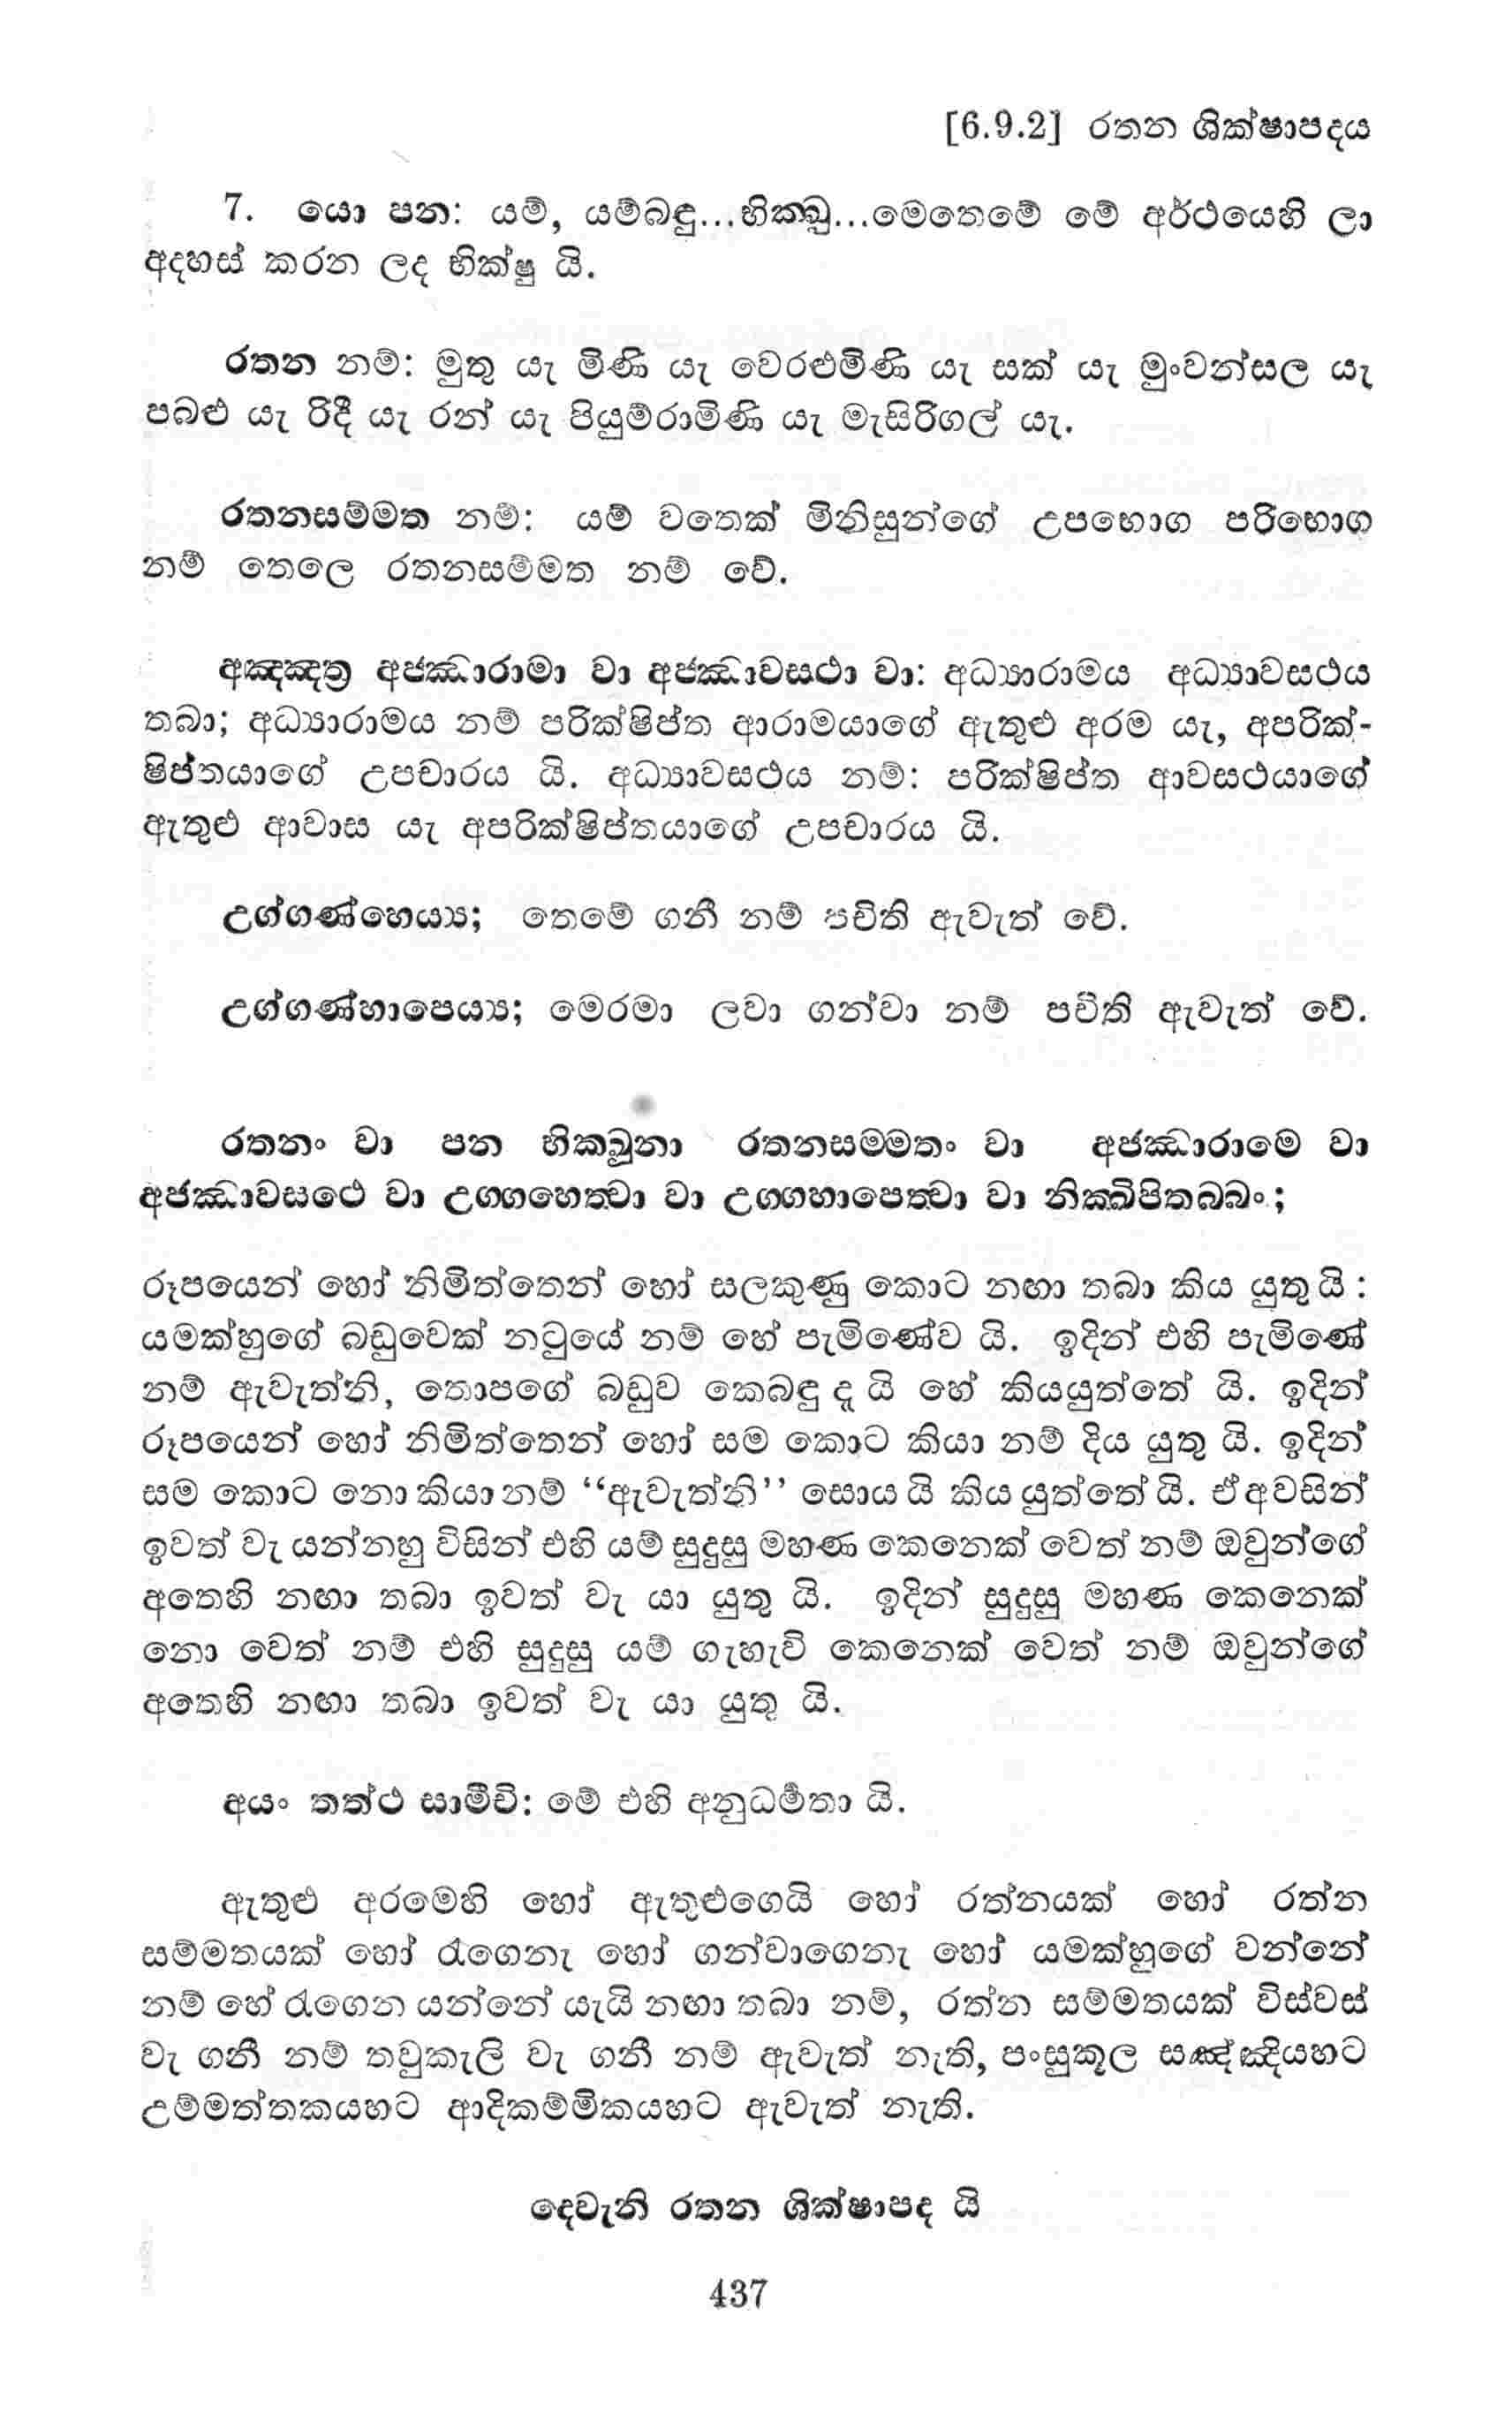 [6.9.2] රතන ශික්ෂාපදය
7. යො පන: යම්, යම්බඳු...භික්ඛු...මෙතෙමේ මේ අර්ථයෙහි ලා
අදහස් කරන ලද භික්ෂු යි.
රතන නම්: මුතු යැ මිණි යැ වෙරළුමිණි යැ සක් යැ මුංවන්සල යැ
පබළු යැ රිදී යැ රන් යැ පියුම්රාමිණි යැ මැසිරිගල් යැ.
රතනසම්මත නම්: යම් වතෙක් මිනිසුන්ගේ උපභොග පරිභොග
නම් තෙලෙ රතනසම්මත නම් වේ.
අඤ්ඤත්‍ර අජ්ඣාරාමා වා අජ්ඣාවසථා වා: අධ්‍යාරාමය අධ්‍යාවසථය
තබා; අධ්‍යාරාමය නම් පරික්ෂිප්ත ආරාමයාගේ ඇතුළු අරම යැ, අපරික්-
ෂිප්තයාගේ උපචාරය යි. අධ්‍යාවසථය නම්: පරික්ෂිප්ත ආවසථයාගේ
ඇතුළු ආවාස යැ අපරික්ෂිප්තයාගේ උපචාරය යි.
උග්ගණ්හෙය්‍ය; තෙමේ ගනී නම් පචිති ඇවැත් වේ.
උග්ගණ්හාපෙය්‍ය; මෙරමා ලවා ගන්වා නම් පචිති ඇවැත් වේ.
රතනං වා පන භික්ඛුනා රතනසම්මතං වා අජ්ඣාරාමෙ වා
අජ්ඣාවසථෙ වා උග්ගහෙත්වා වා උග්ගහාපෙත්වා වා නික්ඛිපිතබ්බං;
රූපයෙන් හෝ නිමිත්තෙන් හෝ සලකුණු කොට නඟා තබා කිය යුතු යි :
යමක්හුගේ බඩුවෙක් නටුයේ නම් හේ පැමිණේව යි. ඉදින් එහි පැමිණේ
නම් ඇවැත්නි, තොපගේ බඩුව කෙබඳු දැ යි හේ කියයුත්තේ යි. ඉදින්
රූපයෙන් හෝ නිමිත්තෙන් හෝ සම කොට කියා නම් දිය යුතු යි. ඉදින්
සම කොට නො කියා නම් “ඇවැත්නි” සොය යි කිය යුත්තේ යි. ඒ අවසින්
ඉවත් වැ යන්නහු විසින් එහි යම් සුදුසු මහණ කෙනෙක් වෙත් නම් ඔවුන්ගේ
අතෙහි නඟා තබා ඉවත් වැ යා යුතු යි. ඉදින් සුදුසු මහණ කෙනෙක්
නො වෙත් නම් එහි සුදුසු යම් ගැහැවි කෙනෙක් වෙත් නම් ඔවුන්ගේ
අතෙහි නඟා තබා ඉවත් වැ යා යුතු යි.
අයං තත්ථ සාමීචි: මේ එහි අනුධර්‍මතා යි.
ඇතුළු අරමෙහි හෝ ඇතුළුගෙයි හෝ රත්නයක් හෝ රත්න
සම්මතයක් හෝ රැගෙනැ හෝ ගන්වාගෙනැ හෝ යමක්හුගේ වන්නේ
නම් හේ රැගෙන යන්නේ යැයි නඟා තබා නම්, රත්න සම්මතයක් විස්වස්
වැ ගනී නම් තවුකැලි වැ ගනී නම් ඇවැත් නැති, පංසුකූල සඤ්ඤියහට
උම්මත්තකයහට ආදිකම්මිකයහට ඇවැත් නැති.
දෙවැනි රතන ශික්ෂාපද යි
437